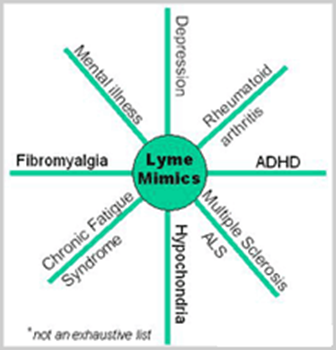 Depression
Mental illness
Rheumatoid
arthritis
Fibromyalgia
Lyme
Mimics
ADHD
Chronic Fatigue
Syndrome
Hypochondria
Multiple Sclerosis
ALS
*not an exhaustive list